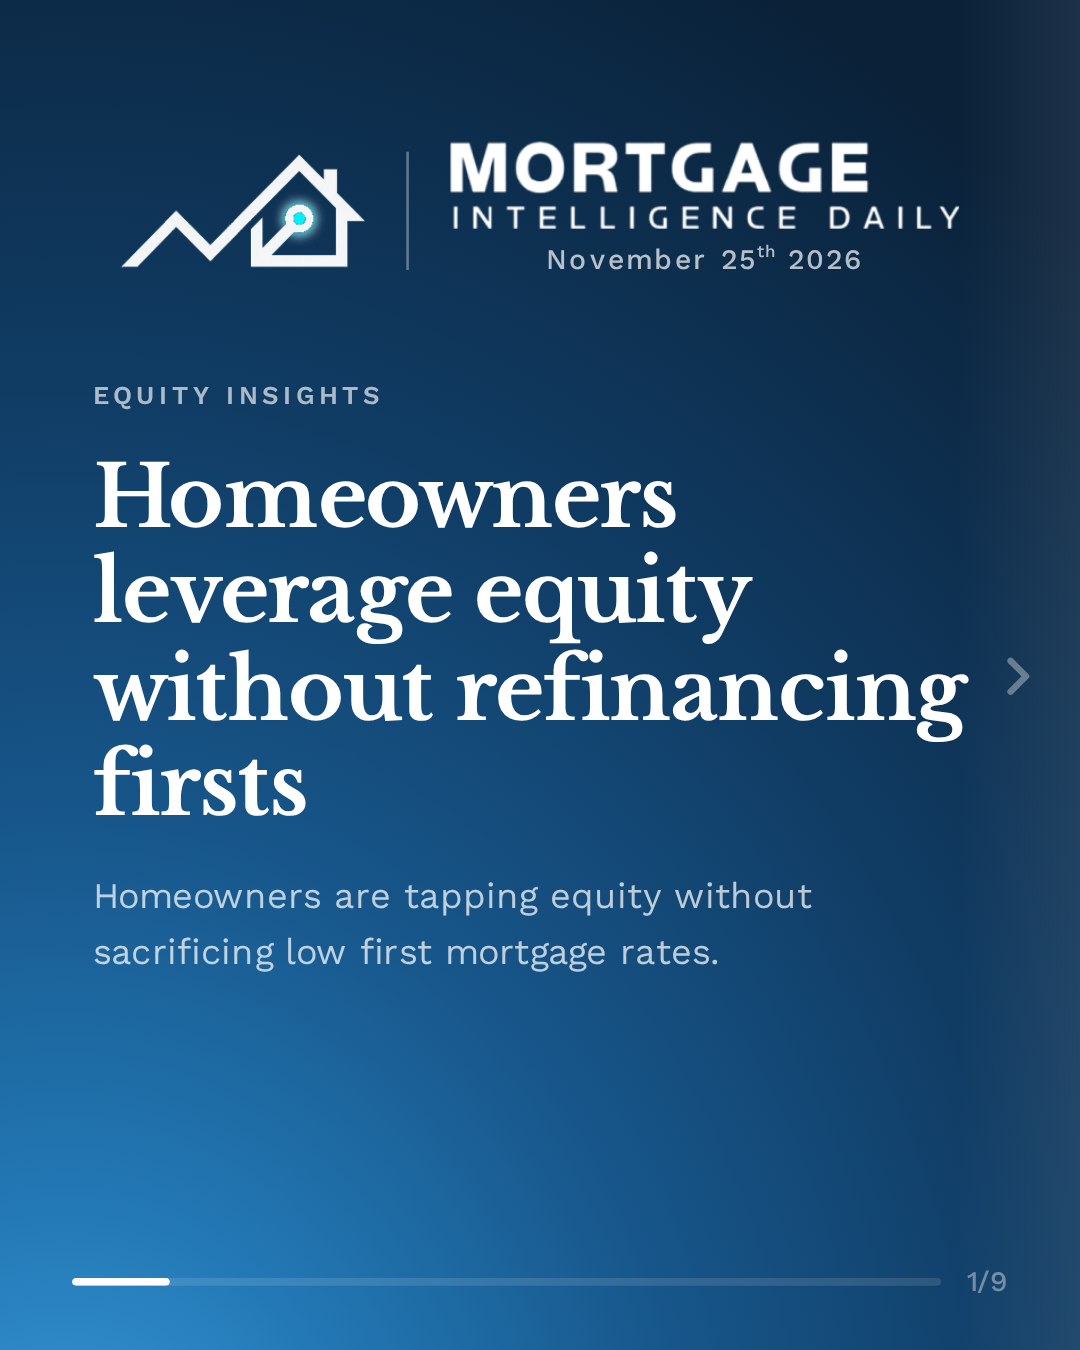 MORTGAGE
INTELLIGENCE DAILY
November 25th 2026
EQUITY INSIGHTS
Homeowners
leverage equity
without refinancing
firsts
Homeowners are tapping equity without
sacrificing low first mortgage rates.
1/9